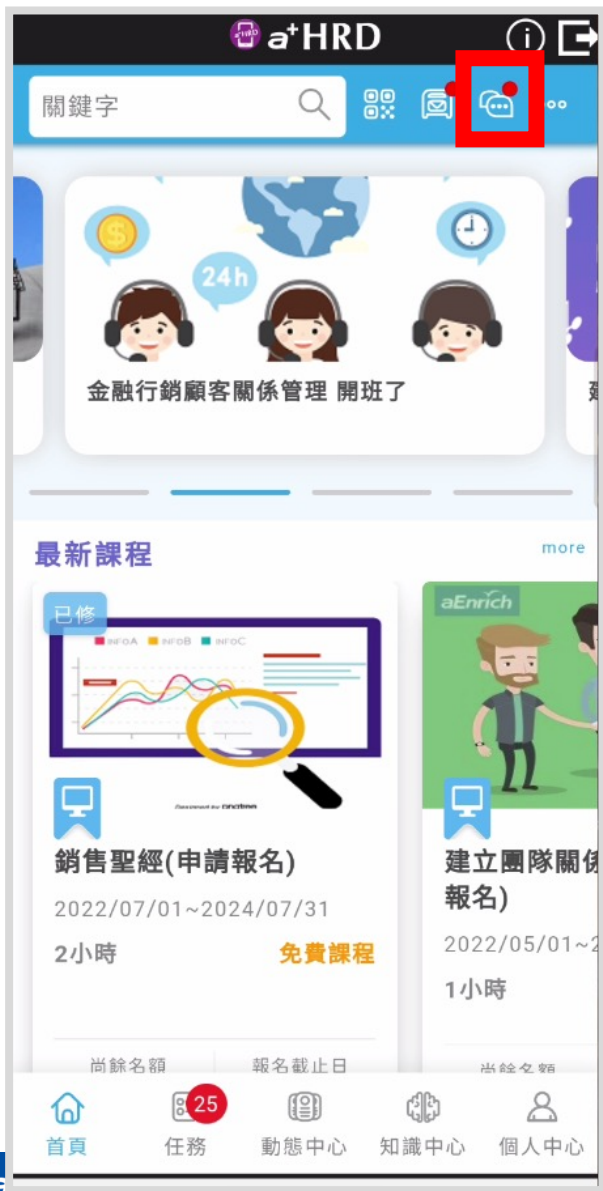 a+HRD
關鍵字
24h
金融行銷顧客關係管理 開班了
最新課程
more
已修
INFOA INFOB INFOC
aEnrich
銷售聖經(申請報名)
2022/07/01~2024/07/31
2小時
免費課程
尚餘名額
報名截止日
建立團隊關係
報名)
2022/05/01~2
1小時
尚餘名額
25
首頁
任務
動態中心
知識中心
個人中心